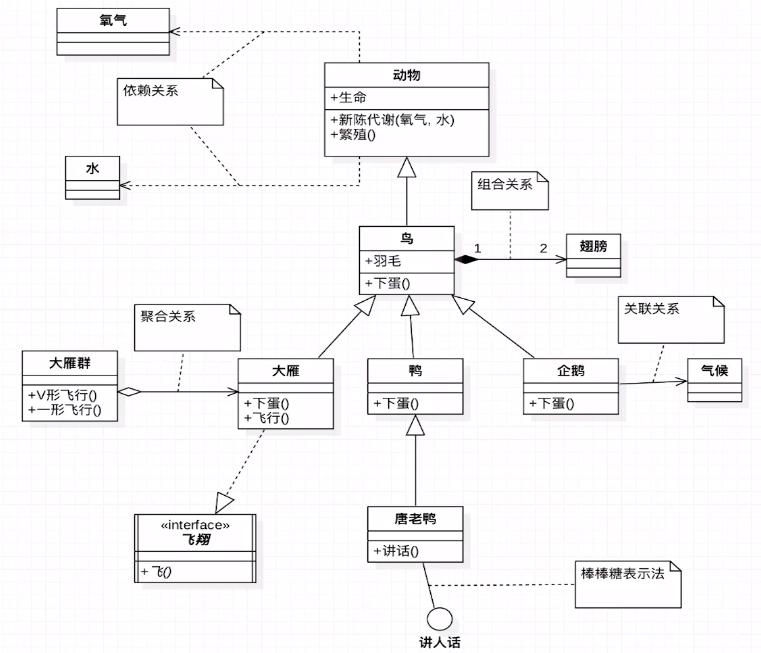 氧气
动物
+生命
+新陈代谢(氧气, 水)
+繁殖()
依赖关系
水
组合关系
鸟
+羽毛
+下蛋()
1
2
翅膀
聚合关系
关联关系
大雁群
+V形飞行()
+一形飞行()
大雁
+下蛋()
+飞行()
鸭
+下蛋()
企鹅
+下蛋()
气候
«interface»
飞翔
+飞()
唐老鸭
+讲话()
棒棒糖表示法
讲人话